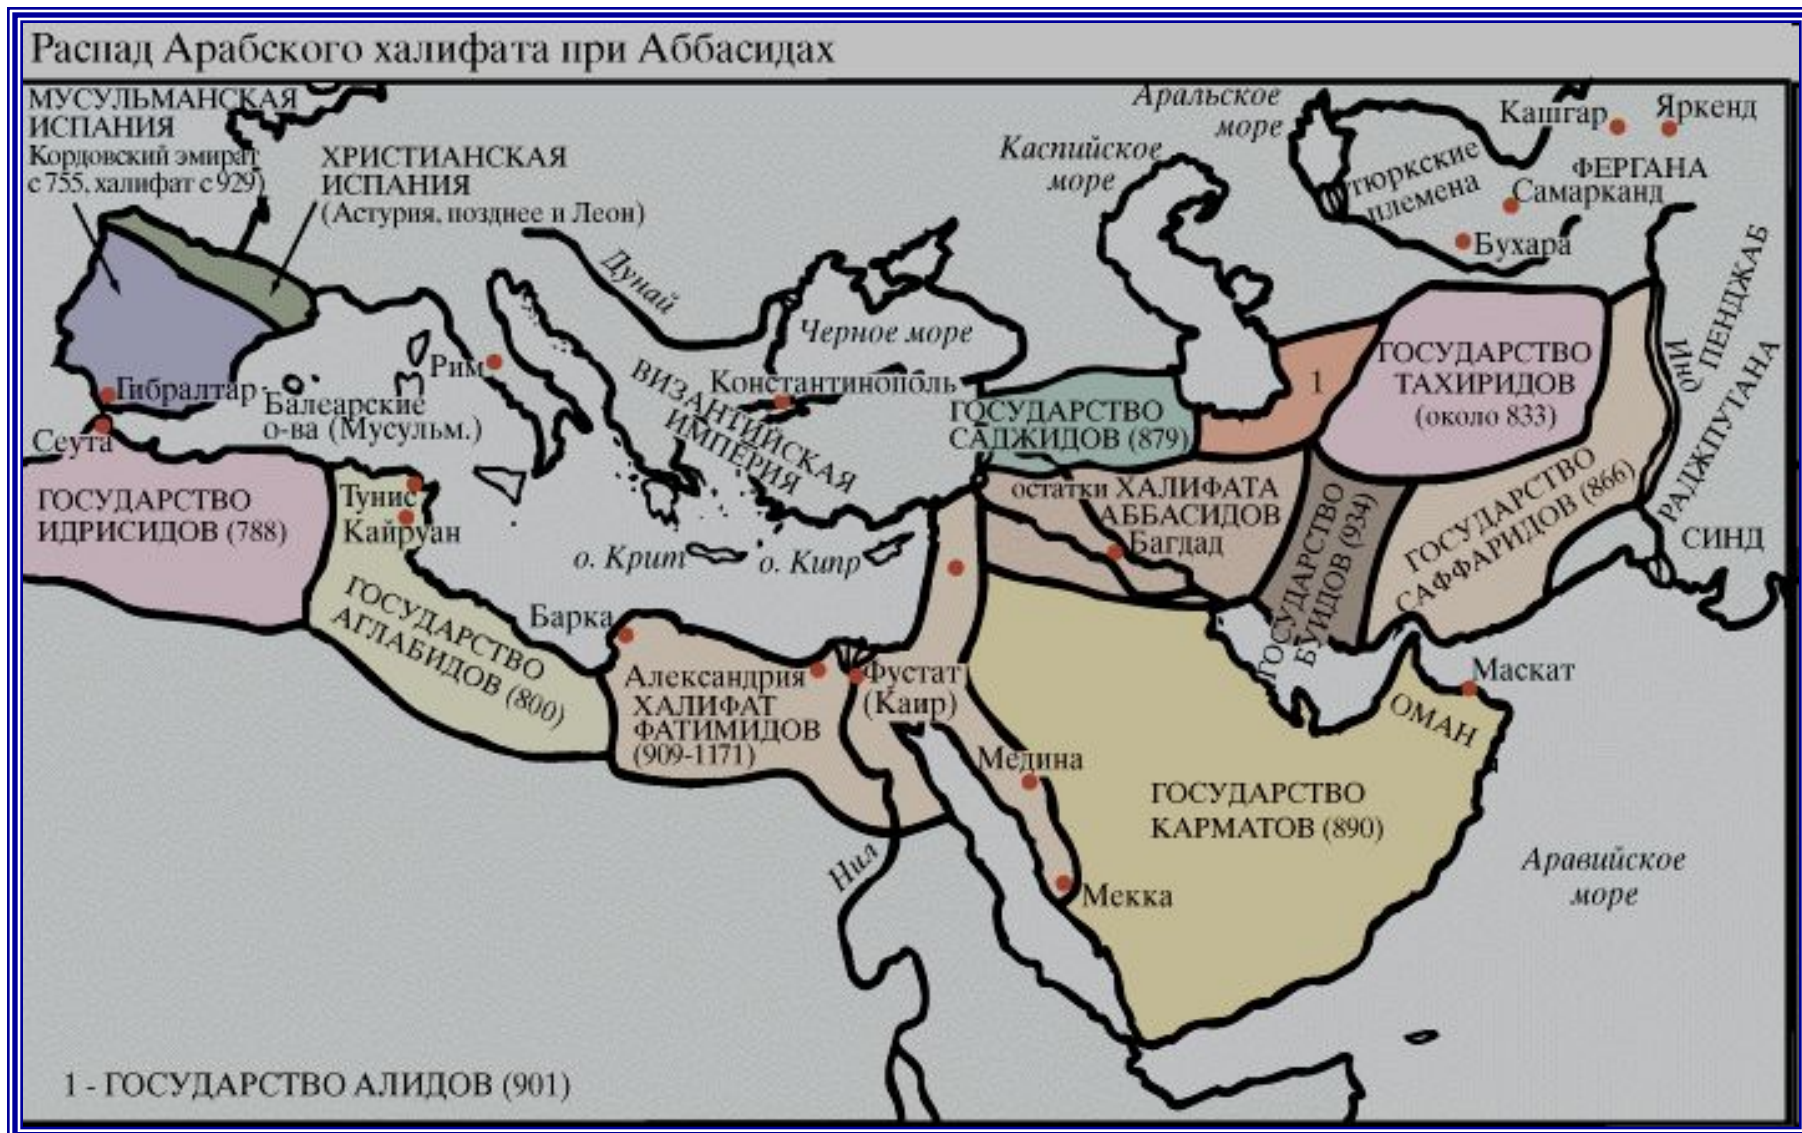 Распад Арабского халифата при Аббасидах
МУСУЛЬМАНСКАЯ
ИСПАНИЯ
Кордовский эмират
с 755, халифат с 929)
ХРИСТИАНСКАЯ
ИСПАНИЯ
(Астурия, позднее и Леон)
Аральское
море
Каспийское
море
Кашгар
Яркенд
ФЕРГАНА
тюркские
племена
Самарканд
Бухара
ПЕНДЖАБ
Инд
РАДЖПУТАНА
СИНД
Дунай
Черное море
Рим
ВИЗАНТИЙСКАЯ
ИМПЕРИЯ
Константинополь
Гибралтар
Балеарские
о-ва (Мусульм.)
Сеута
ГОСУДАРСТВО
САДЖИДОВ (879)
1
ГОСУДАРСТВО
ТАХИРИДОВ
(около 833)
ГОСУДАРСТВО
ИДРИСИДОВ (788)
Тунис
Кайруан
остатки ХАЛИФАТА
АББАСИДОВ
Багдад
ГОСУДАРСТВО
БУИДОВ (934)
ГОСУДАРСТВО
САФФАРИДОВ (866)
о. Крит
о. Кипр
ГОСУДАРСТВО
АГЛАБИДОВ (800)
Барка
Александрия
ХАЛИФАТ
ФАТИМИДОВ
(909-1171)
Фустат
(Каир)
Маскат
ОМАН
Медина
ГОСУДАРСТВО
КАРМАТОВ (890)
Нил
Мекка
Аравийское
море
1 - ГОСУДАРСТВО АЛИДОВ (901)